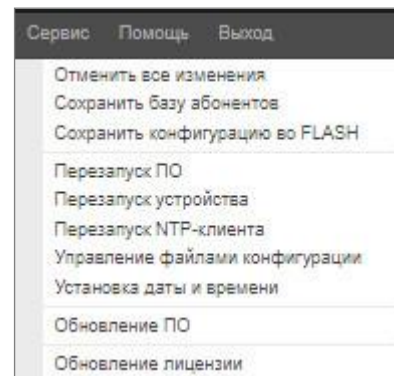 Сервис Помощь Выход
Отменить все изменения
Сохранить базу абонентов
Сохранить конфигурацию во FLASH
Перезапуск ПО
Перезапуск устройства
Перезапуск NTP-клиента
Управление файлами конфигурации
Установка даты и времени
Обновление ПО
Обновление лицензии